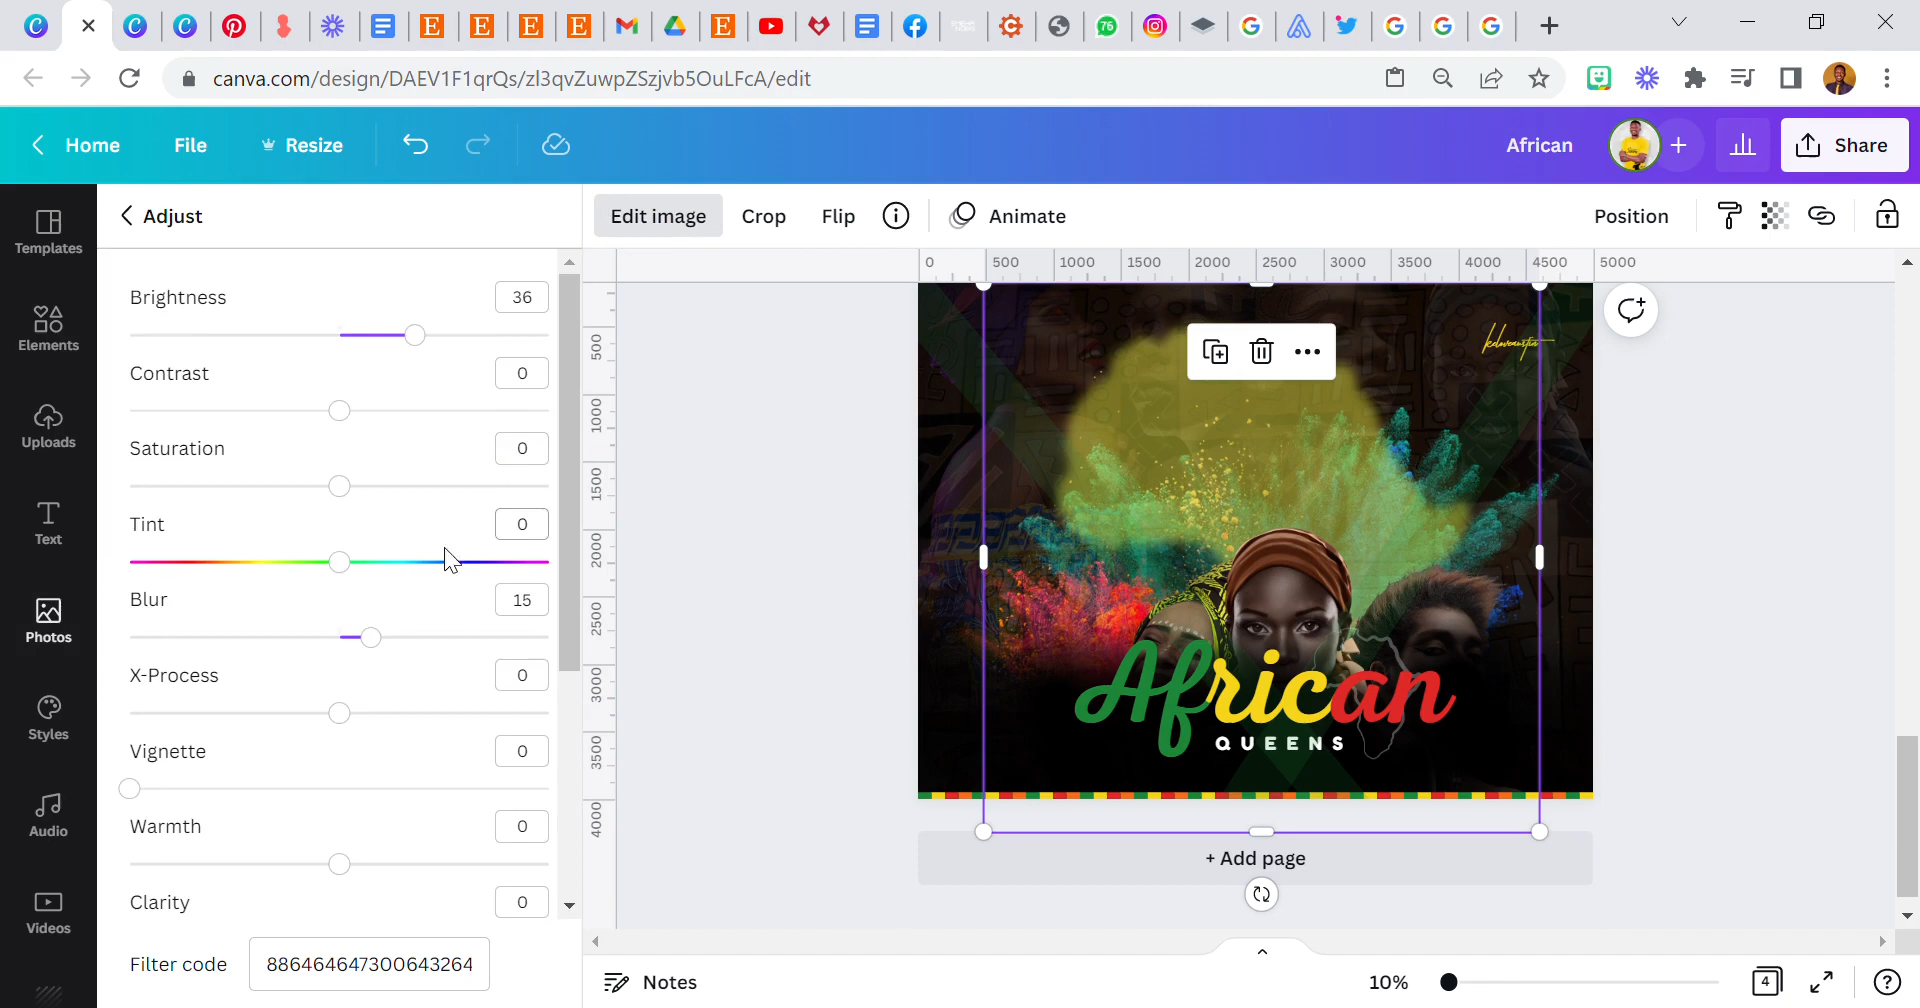 76
canva.com/design/DAEV1F1qrQs/zl3qvZuwpZSzjvb5OuLFcA/edit
Home File Resize African + Share
Adjust
Edit image Crop Flip Animate Position
Templates
Elements
Uploads
Text
Photos
Styles
Audio
Videos
Brightness 36
Contrast 0
Saturation 0
Tint 0
Blur 15
X-Process 0
Vignette 0
Warmth 0
Clarity 0
Filter code 886464647300643264
0 500 1000 1500 2000 2500 3000 3500 4000 4500 5000
500
1000
1500
2000
2500
3000
3500
4000
kedoveaustin
African
QUEENS
+ Add page
Notes
10%
4